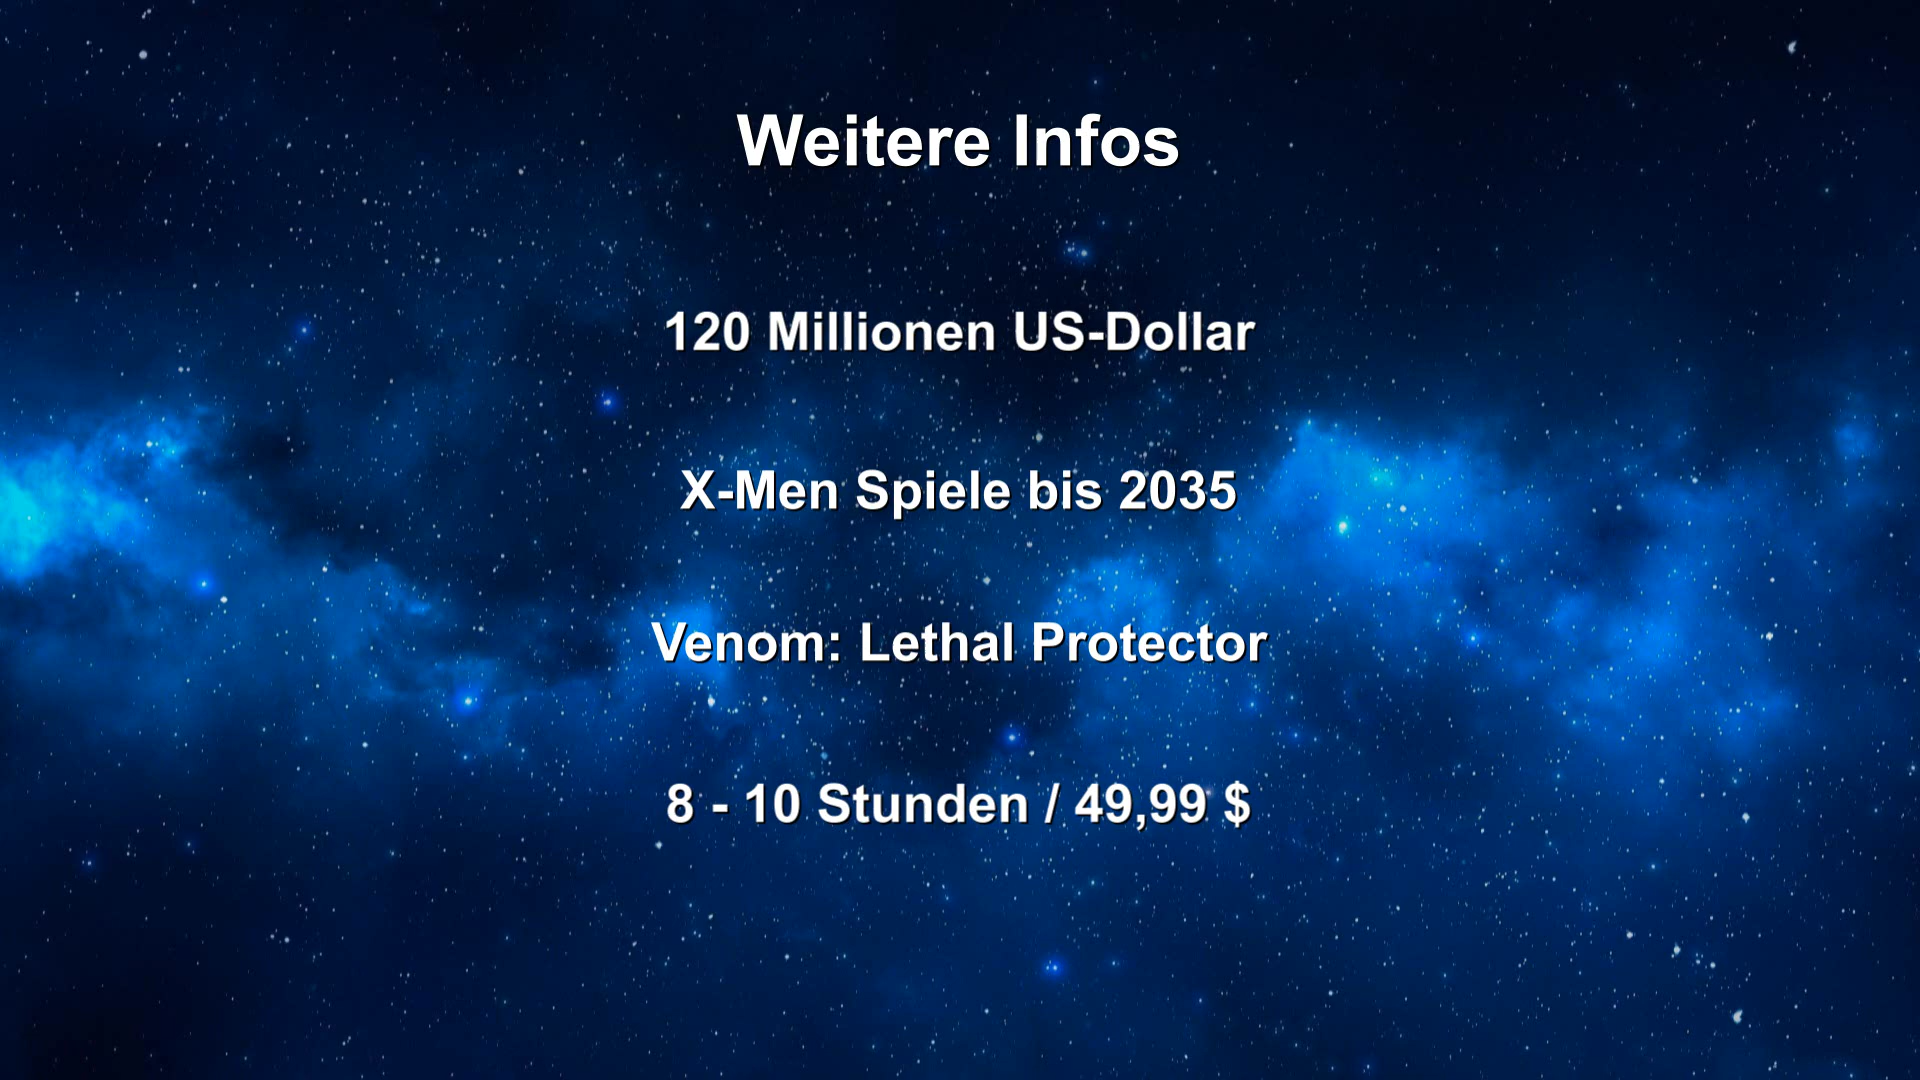 Weitere Infos
120 Millionen US-Dollar
X-Men Spiele bis 2035
Venom: Lethal Protector
8 - 10 Stunden / 49,99 $